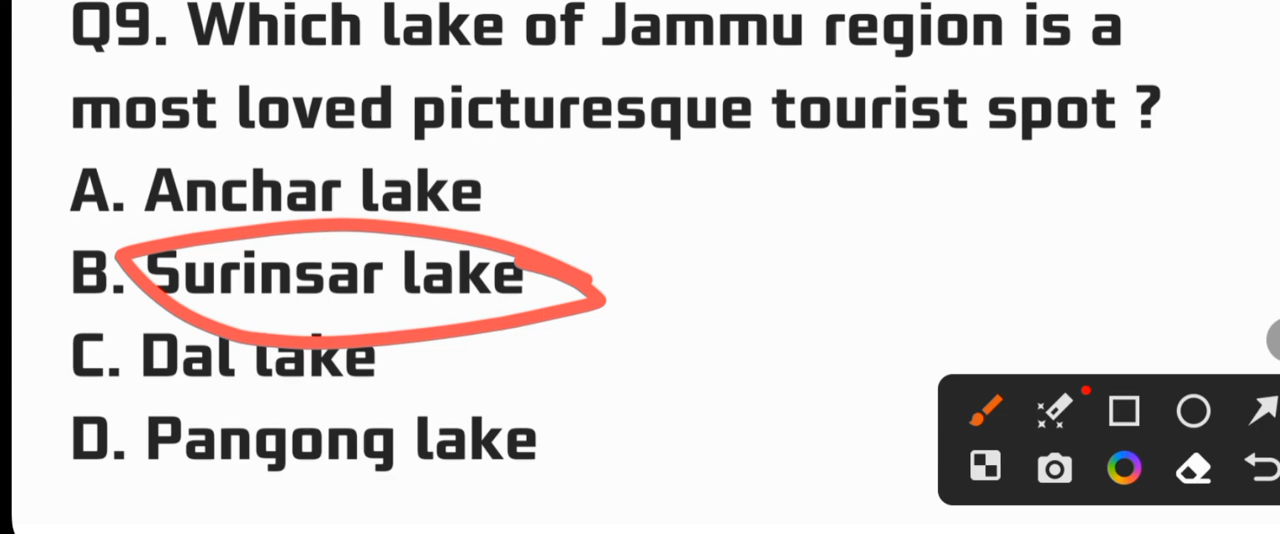 Q9. Which lake of Jammu region is a
most loved picturesque tourist spot ?
A. Anchar lake
B. Surinsar lake
C. Dal lake
D. Pangong lake